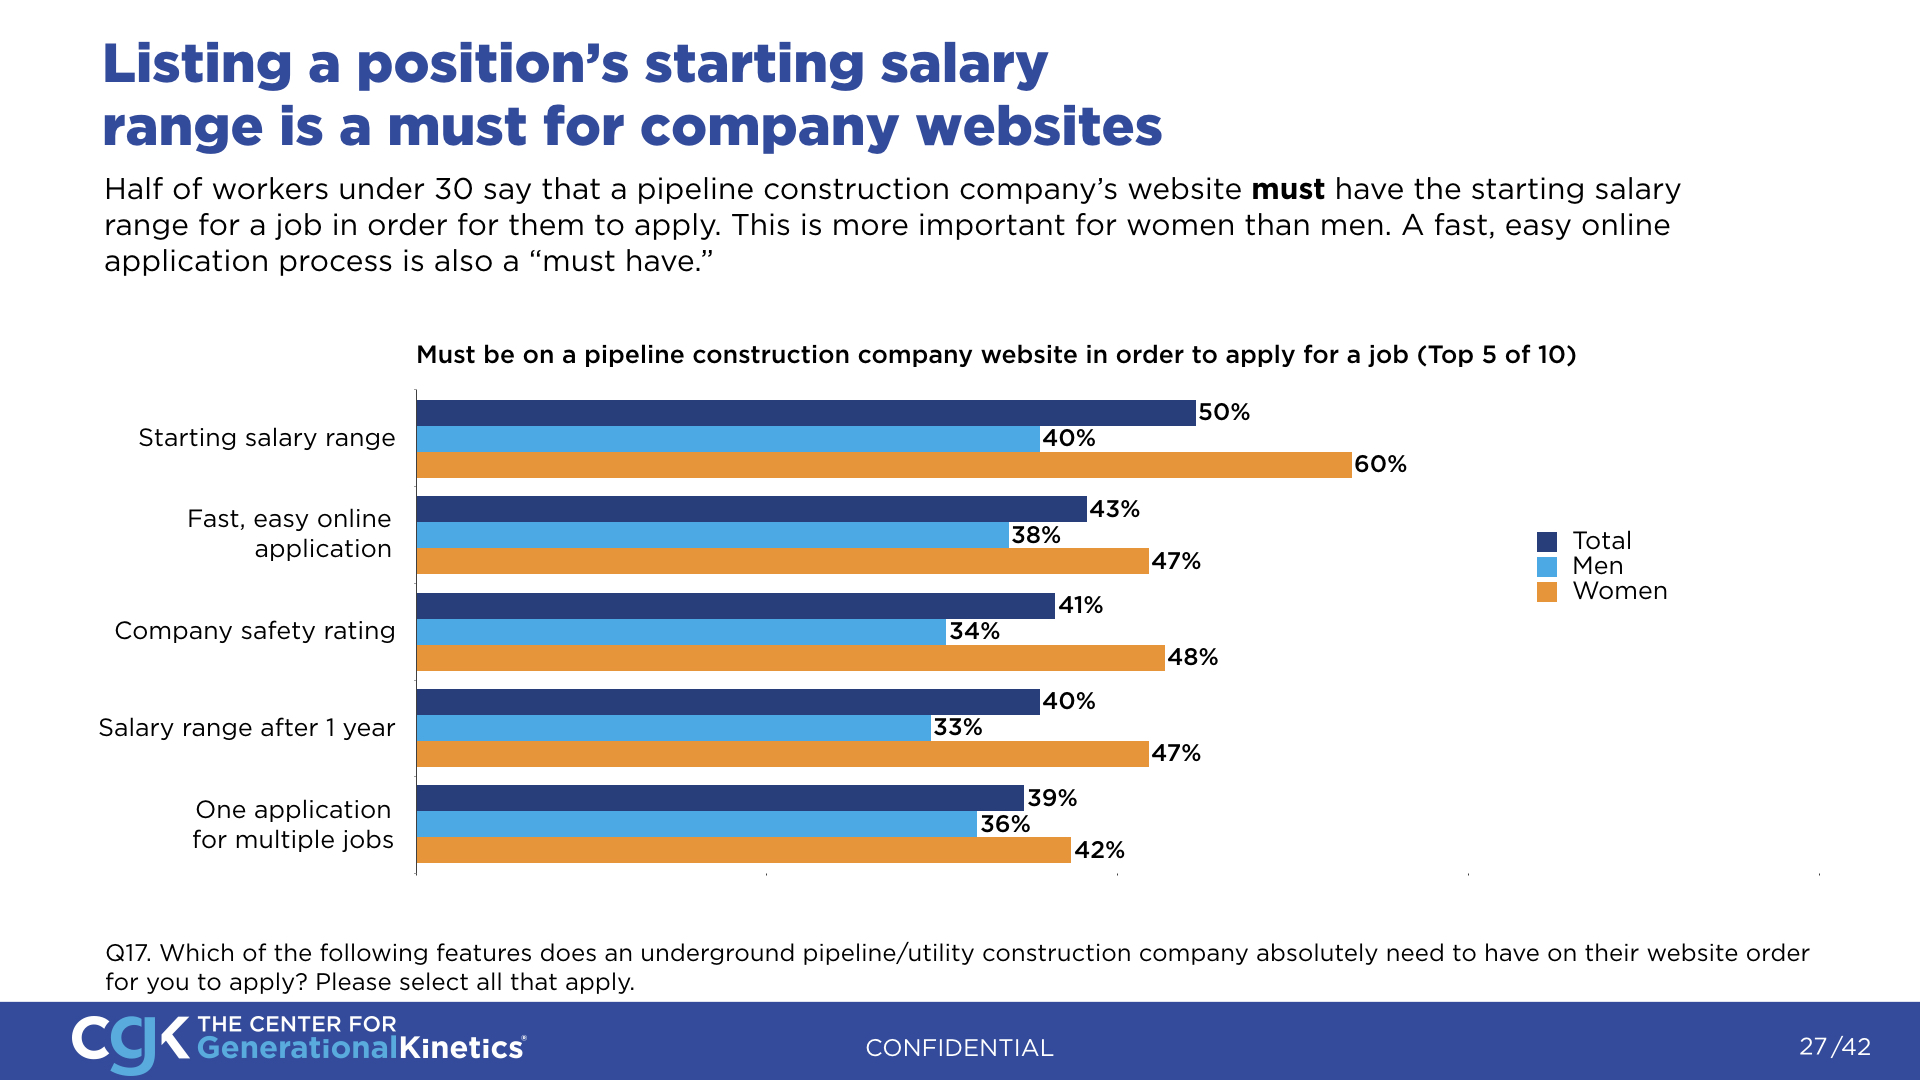 Listing a position’s starting salary
range is a must for company websites
Half of workers under 30 say that a pipeline construction company’s website must have the starting salary
range for a job in order for them to apply. This is more important for women than men. A fast, easy online
application process is also a “must have.”
Must be on a pipeline construction company website in order to apply for a job (Top 5 of 10)
Starting salary range
50%
40%
60%
Fast, easy online
application
43%
38%
47%
Company safety rating
41%
34%
48%
Salary range after 1 year
40%
33%
47%
One application
for multiple jobs
39%
36%
42%
Total
Men
Women
Q17. Which of the following features does an underground pipeline/utility construction company absolutely need to have on their website order
for you to apply? Please select all that apply.
cgk
THE CENTER FOR
GenerationalKinetics®
CONFIDENTIAL
27/42